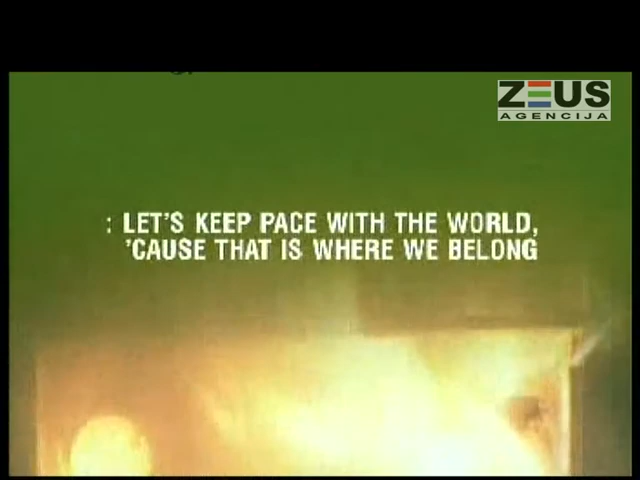 ZEUS
AGENCIJA
: LET'S KEEP PACE WITH THE WORLD,
'CAUSE THAT IS WHERE WE BELONG